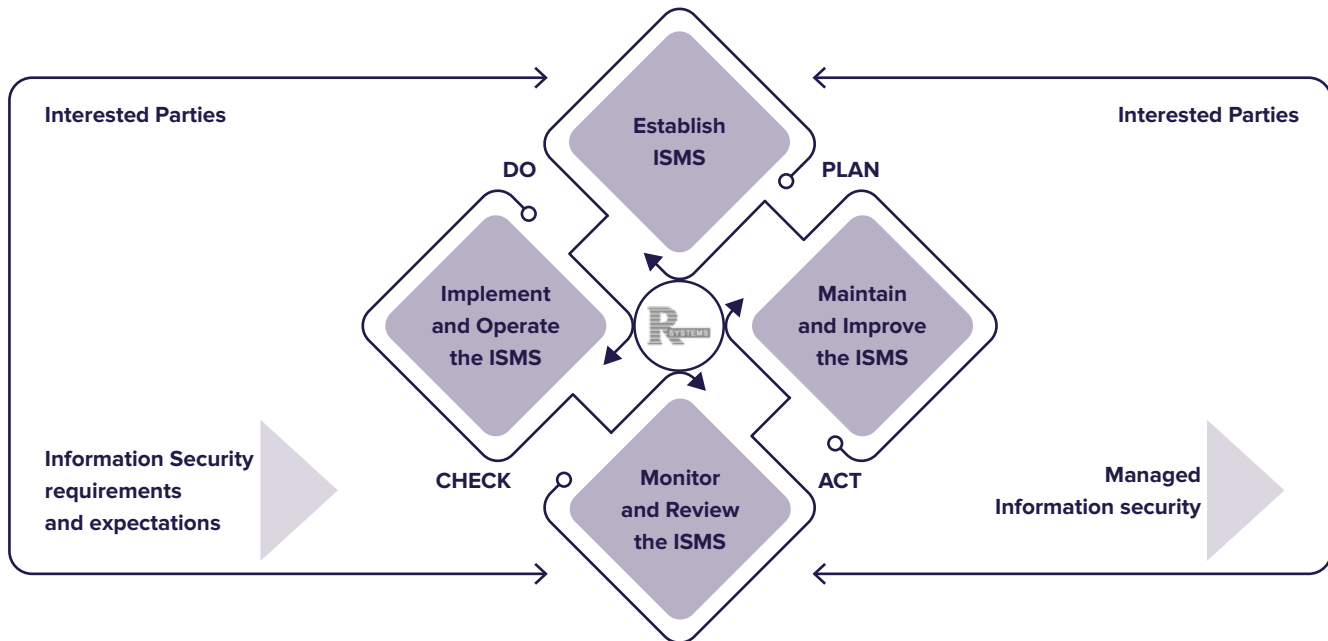 Interested Parties
Interested Parties
Establish
ISMS
DO
PLAN
Implement
and Operate
the ISMS
R
SYSTEMS
Maintain
and Improve
the ISMS
Information Security
requirements
and expectations
CHECK
Monitor
and Review
the ISMS
ACT
Managed
Information security